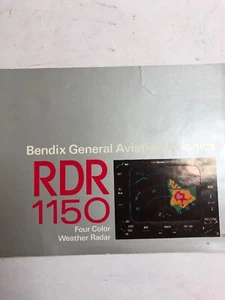 Bendix General Aviation Avionics
RDR
1150
Four Color
Weather Radar